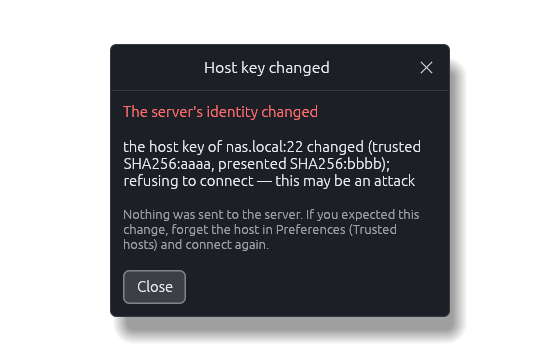 Host key changed
The server's identity changed
the host key of nas.local:22 changed (trusted
SHA256:aaaa, presented SHA256:bbbb);
refusing to connect — this may be an attack
Nothing was sent to the server. If you expected this
change, forget the host in Preferences (Trusted
hosts) and connect again.
Close